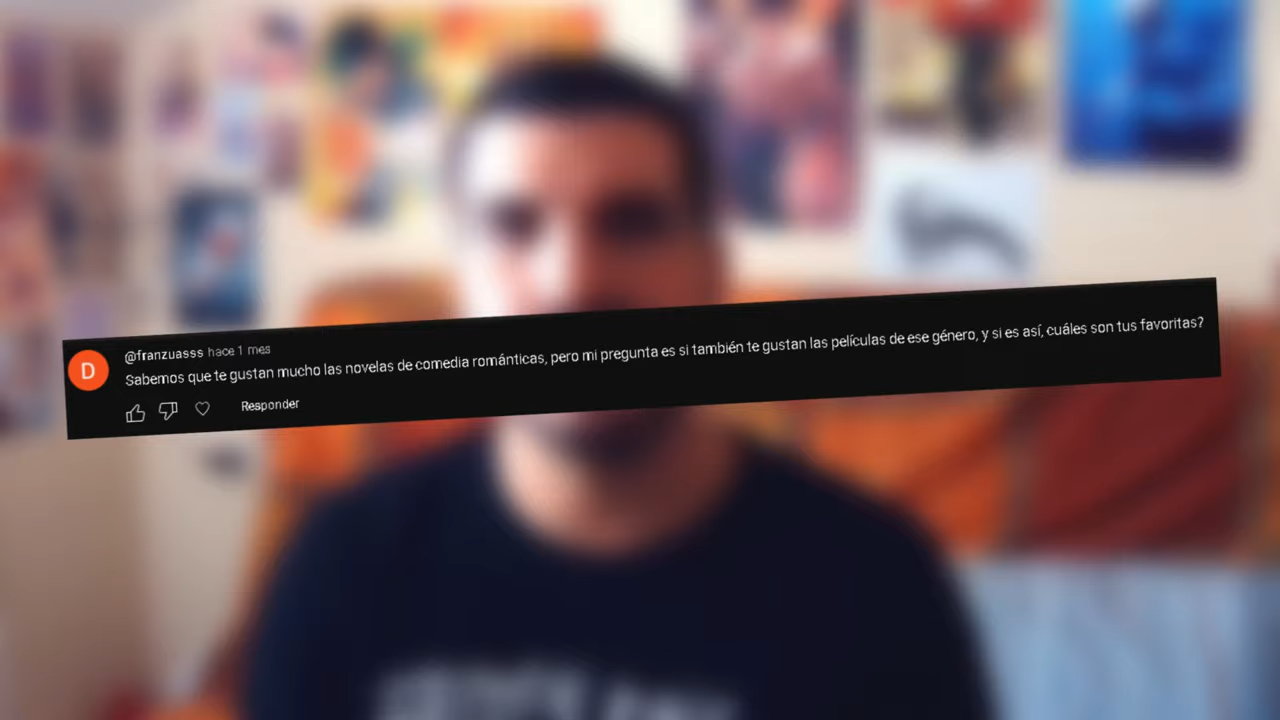 @franzuasss hace 1 mes
D
Sabemos que te gustan mucho las novelas de comedia románticas, pero mi pregunta es si también te gustan las películas de ese género, y si es así, cuáles son tus favoritas?
Responder